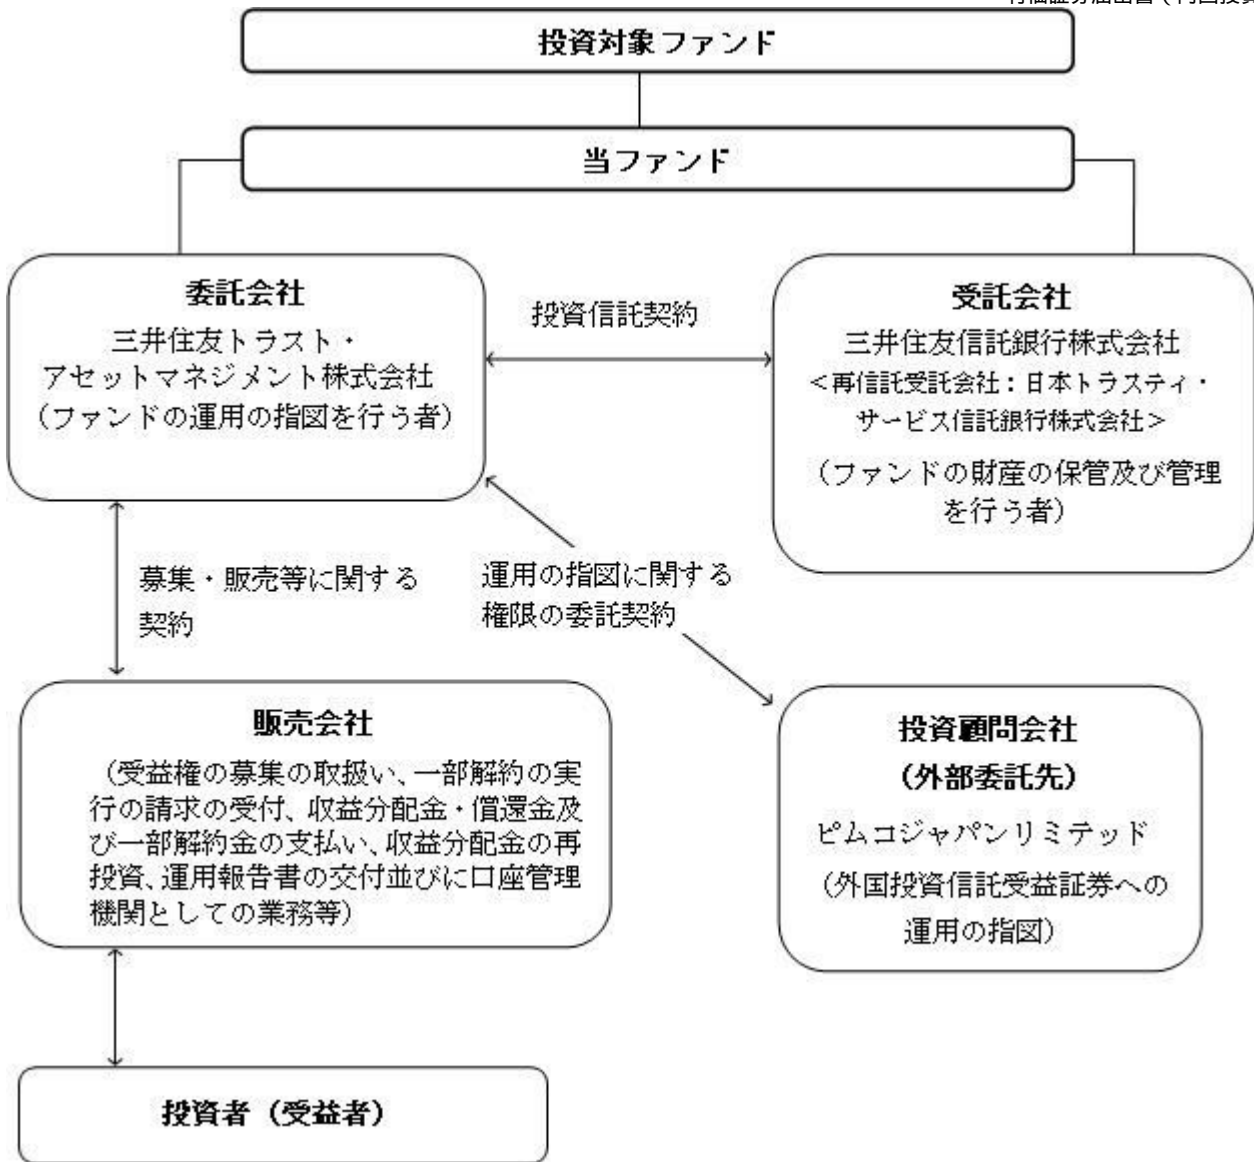 投資対象ファンド
当ファンド
委託会社
三井住友トラスト・
アセットマネジメント株式会社
（ファンドの運用の指図を行う者）
投資信託契約
受託会社
三井住友信託銀行株式会社
＜再信託受託会社：日本トラスティ・
サービス信託銀行株式会社＞
（ファンドの財産の保管及び管理
を行う者）
募集・販売等に関する
契約
運用の指図に関する
権限の委託契約
販売会社
（受益権の募集の取扱い、一部解約の実
行の請求の受付、収益分配金・償還金及
び一部解約金の支払い、収益分配金の再
投資、運用報告書の交付並びに口座管理
機関としての業務等）
投資顧問会社
（外部委託先）
ピムコジャパンリミテッド
（外国投資信託受益証券への
運用の指図）
投資者（受益者）